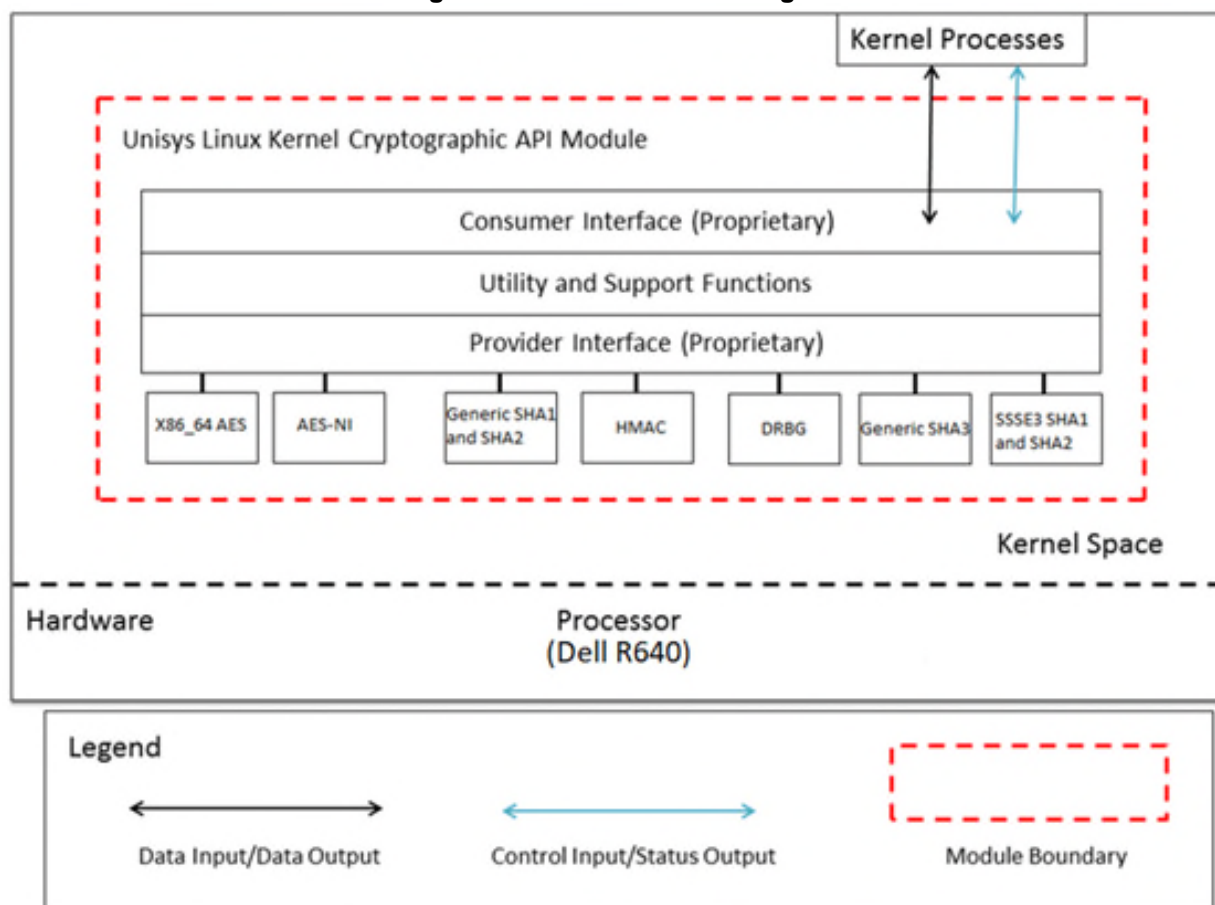 Kernel Processes
Unisys Linux Kernel Cryptographic API Module
Consumer Interface (Proprietary)
Utility and Support Functions
Provider Interface (Proprietary)
X86_64 AES
AES-NI
Generic SHA1
and SHA2
HMAC
DRBG
Generic SHA3
SSSE3 SHA1
and SHA2
Kernel Space
Hardware
Processor
(Dell R640)
Legend
Data Input/Data Output
Control Input/Status Output
Module Boundary